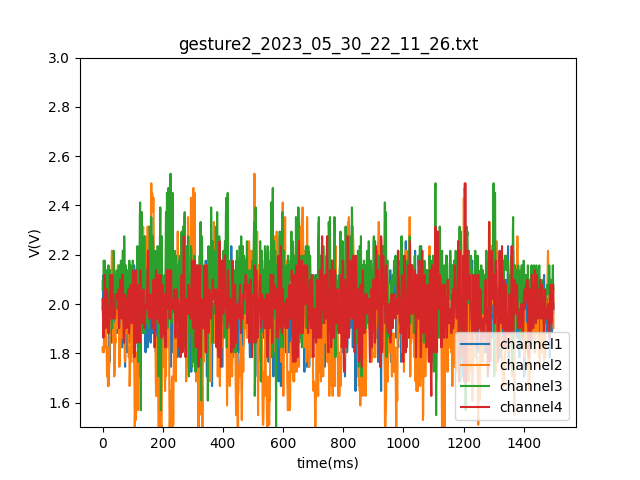 gesture2_2023_05_30_22_11_26.txt
3.0
2.8
2.6
2.4
2.2
2.0
1.8
1.6
V(V)
0 200 400 600 800 1000 1200 1400
time(ms)
channel1
channel2
channel3
channel4